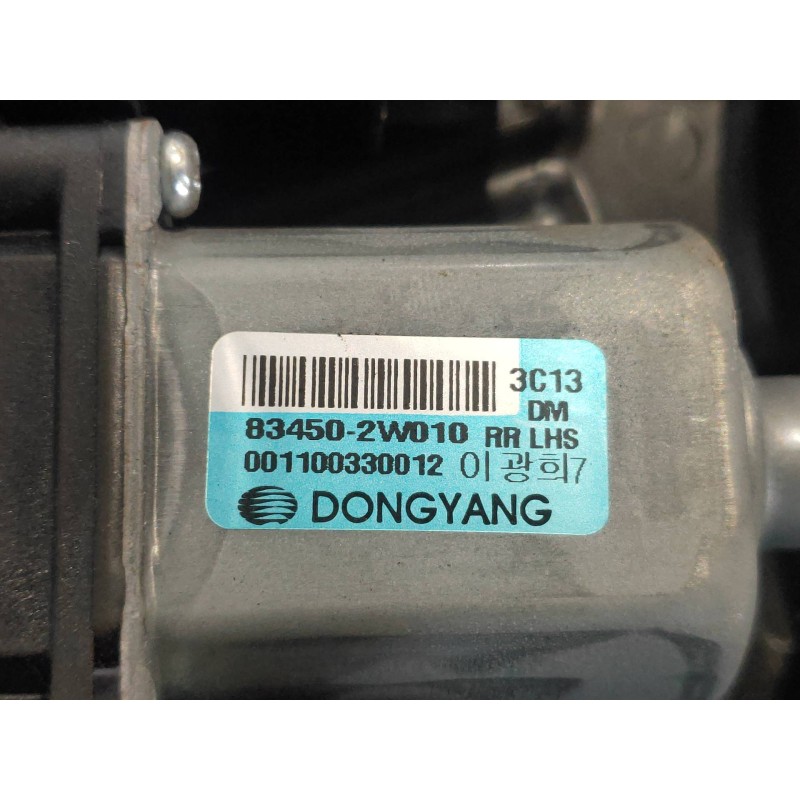 3C13
DM
83450-2W010 RR LHS
001100330012 이광희7
DONGYANG